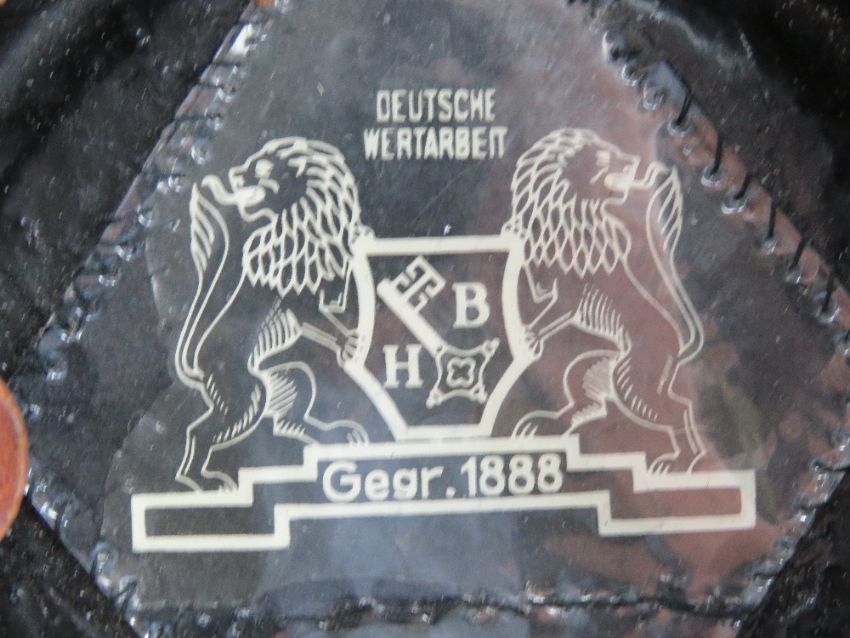 DEUTSCHE
WERTARBEIT
B
H
Gegr. 1888